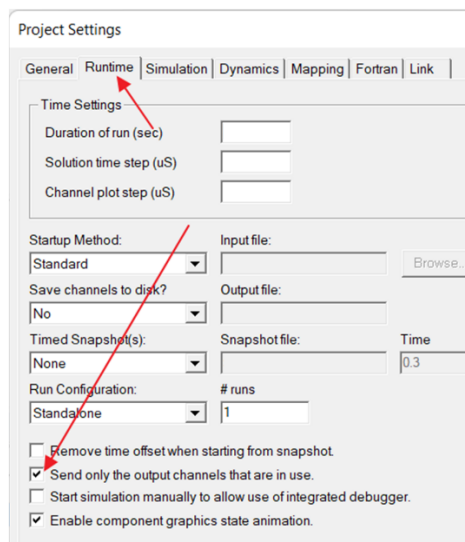 Project Settings
General Runtime Simulation Dynamics Mapping Fortran Link
Time Settings
Duration of run (sec)
Solution time step (uS)
Channel plot step (uS)
Startup Method: Input file:
Standard Browse..
Save channels to disk? Output file:
No
Timed Snapshot(s): Snapshot file: Time
None 0.3
Run Configuration: # runs
Standalone 1
Remove time offset when starting from snapshot.
Send only the output channels that are in use.
Start simulation manually to allow use of integrated debugger.
Enable component graphics state animation.